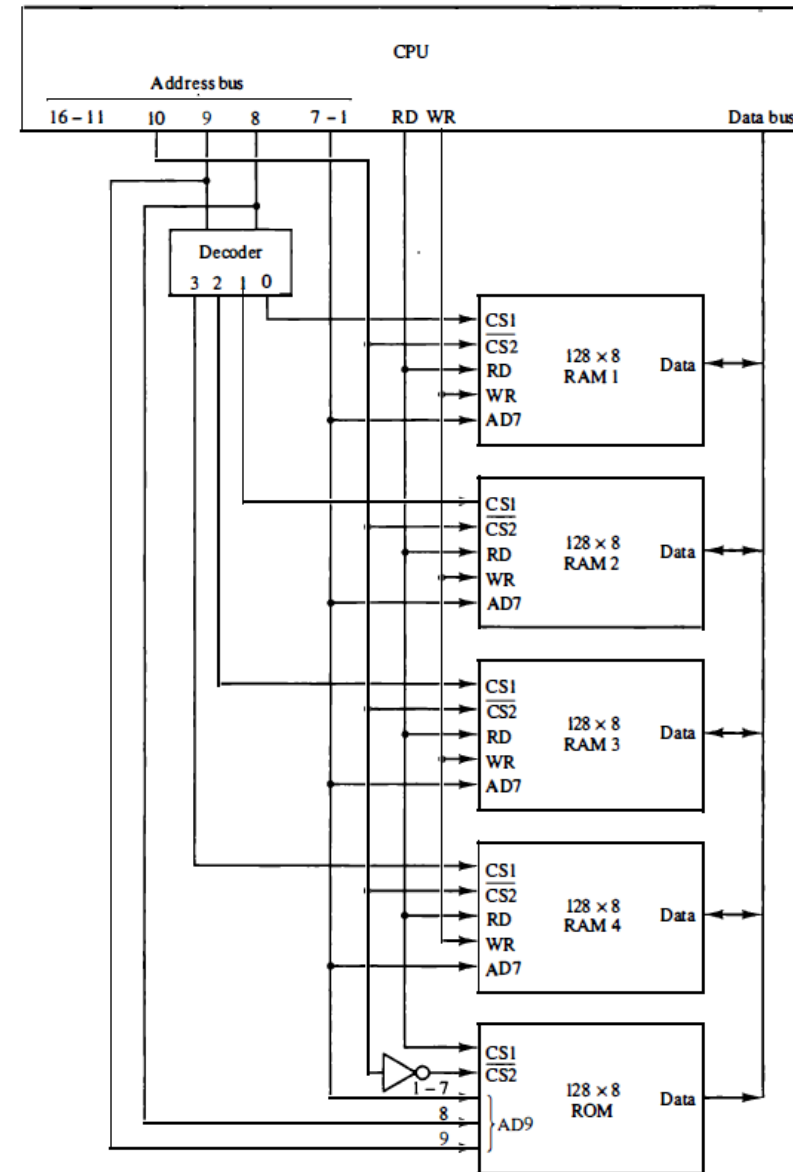 CPU
Address bus
16 – 11 10 9 8 7 – 1 RD WR Data bus
Decoder
3 2 1 0
CS1
CS2
RD
WR
AD7
128 × 8
RAM 1
Data
CS1
CS2
RD
WR
AD7
128 × 8
RAM 2
Data
CS1
CS2
RD
WR
AD7
128 × 8
RAM 3
Data
CS1
CS2
RD
WR
AD7
128 × 8
RAM 4
Data
CS1
CS2
1 – 7
8
9
AD9
128 × 8
ROM
Data